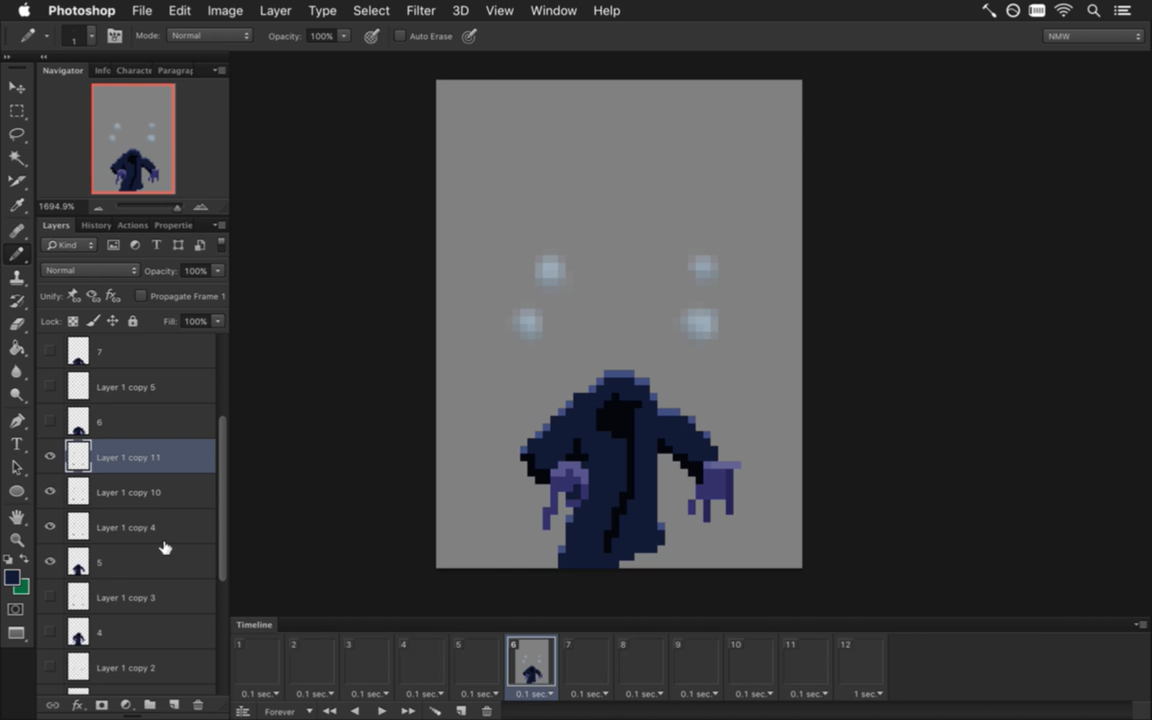 Photoshop File Edit Image Layer Type Select Filter 3D View Window Help
1 Mode: Normal Opacity: 100% Auto Erase NMW
Navigator Info Characte Paragrap
1694.9%
Layers History Actions Propertie
Kind
Normal Opacity: 100%
Unify: Propagate Frame 1
Lock: Fill: 100%
7
Layer 1 copy 5
6
Layer 1 copy 11
Layer 1 copy 10
Layer 1 copy 4
5
Layer 1 copy 3
4
Layer 1 copy 2
Timeline
1 2 3 4 5 6 7 8 9 10 11 12
0.1 sec. 0.1 sec. 0.1 sec. 0.1 sec. 0.1 sec. 0.1 sec. 0.1 sec. 0.1 sec. 0.1 sec. 0.1 sec. 0.1 sec. 1 sec.
Forever